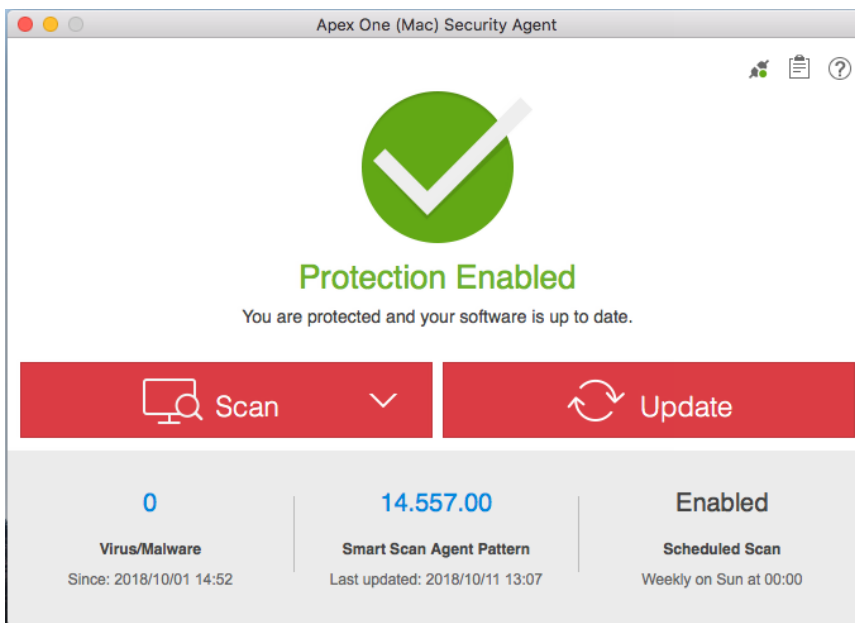 Apex One (Mac) Security Agent
?
Protection Enabled
You are protected and your software is up to date.
Scan
Update
0
14.557.00
Enabled
Virus/Malware
Smart Scan Agent Pattern
Scheduled Scan
Since: 2018/10/01 14:52
Last updated: 2018/10/11 13:07
Weekly on Sun at 00:00